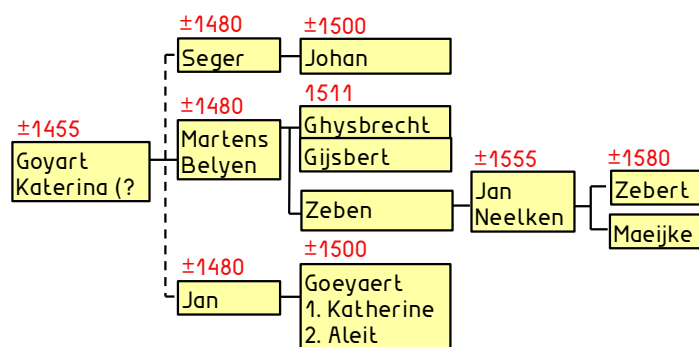 ±1455
Goyart
Katerina (?
±1480
Seger
±1500
Johan
±1480
Martens
Belyen
1511
Ghysbrecht
Gijsbert
Zeben
±1555
Jan
Neelken
±1580
Zebert
Maeijke
±1480
Jan
±1500
Goeyaert
1. Katherine
2. Aleit